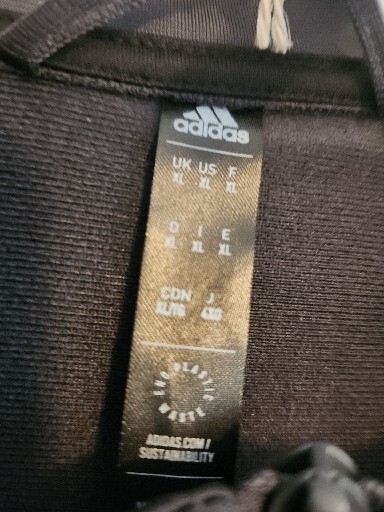 adidas
UK US F
XL XL XL
D I E
XL XL XL
CDN J
XL/TG 4XO
END PLASTIC WASTE
ADIDAS.COM/
SUSTAINABILITY